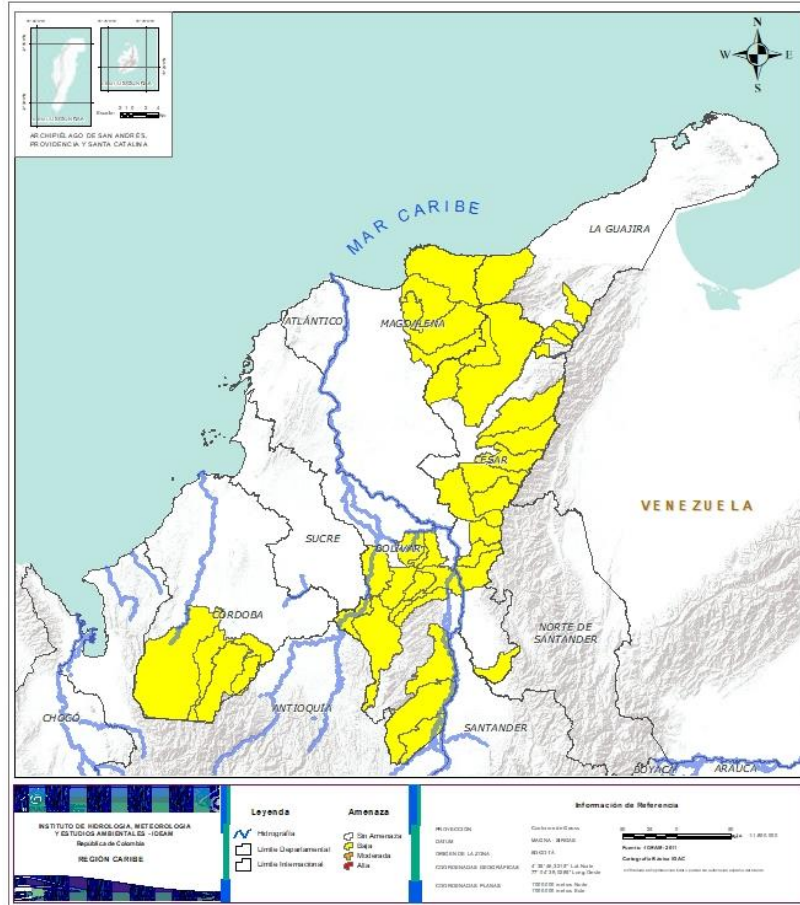 ARCHIPIÉLAGO DE SAN ANDRÉS,
PROVIDENCIA Y SANTA CATALINA
N
W
E
S
MAR CARIBE
LA GUAJIRA
ATLÁNTICO
MAGDALENA
CESAR
VENEZUELA
SUCRE
BOLÍVAR
CÓRDOBA
NORTE DE
SANTANDER
ANTIOQUIA
CHOCÓ
SANTANDER
BOYACÁ
ARAUCA
INSTITUTO DE HIDROLOGIA, METEOROLOGIA
Y ESTUDIOS AMBIENTALES - IDEAM
República de Colombia
REGIÓN CARIBE
Leyenda
Hidrografía
Límite Departamental
Límite Internacional
Amenaza
Sin Amenaza
Baja
Moderada
Alta
Información de Referencia
PROYECCIÓN
DATUM
ORIGEN DE LA ZONA
BOGOTÁ
COORDENADAS GEOGRÁFICAS
COORDENADAS PLANAS
Fuente: IDEAM- 2011
Cartografía Básica IGAC